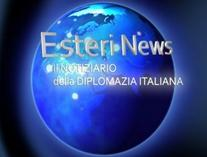 Esteri News
il NOTIZIARIO
della DIPLOMAZIA ITALIANA